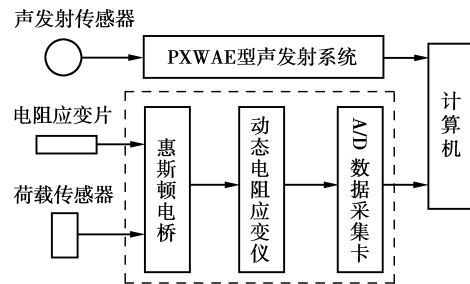 声发射传感器
PXWAE型声发射系统
计算机
电阻应变片
荷载传感器
惠斯顿电桥
动态电阻应变仪
A/D数据采集卡